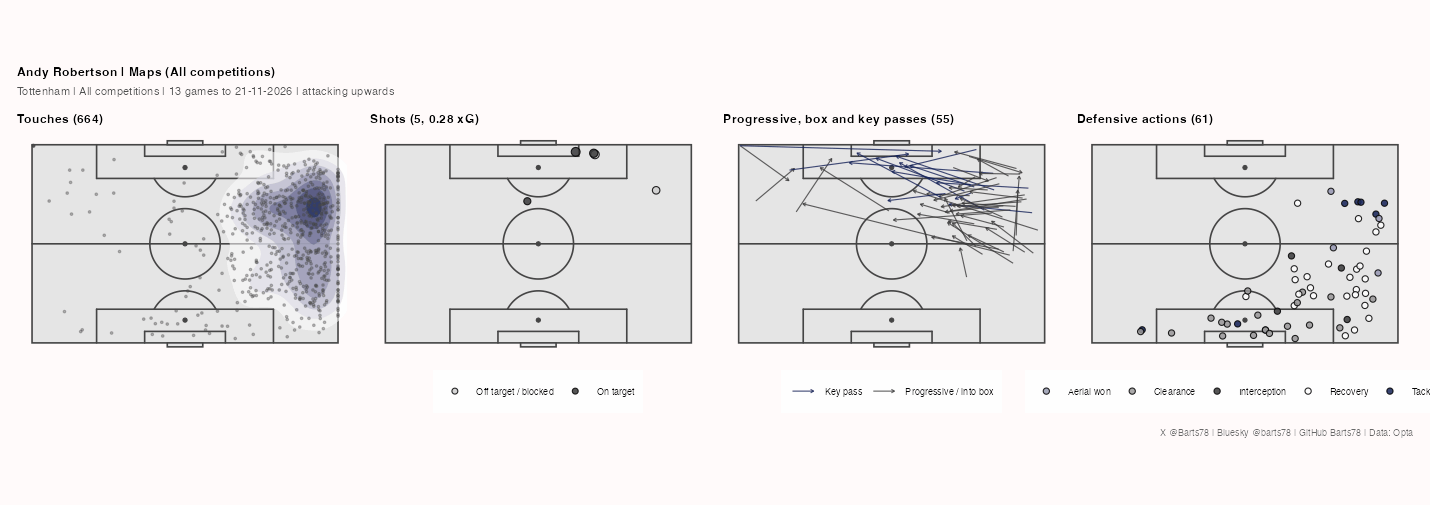 Andy Robertson | Maps (All competitions)
Tottenham | All competitions | 13 games to 21-11-2026 | attacking upwards
Touches (664)
Shots (5, 0.28 xG)
Progressive, box and key passes (55)
Defensive actions (61)
Off target / blocked
On target
Key pass
Progressive / into box
Aerial won
Clearance
Interception
Recovery
Tack
X @Barts78 | Bluesky @barts78 | GitHub Barts78 | Data: Opta